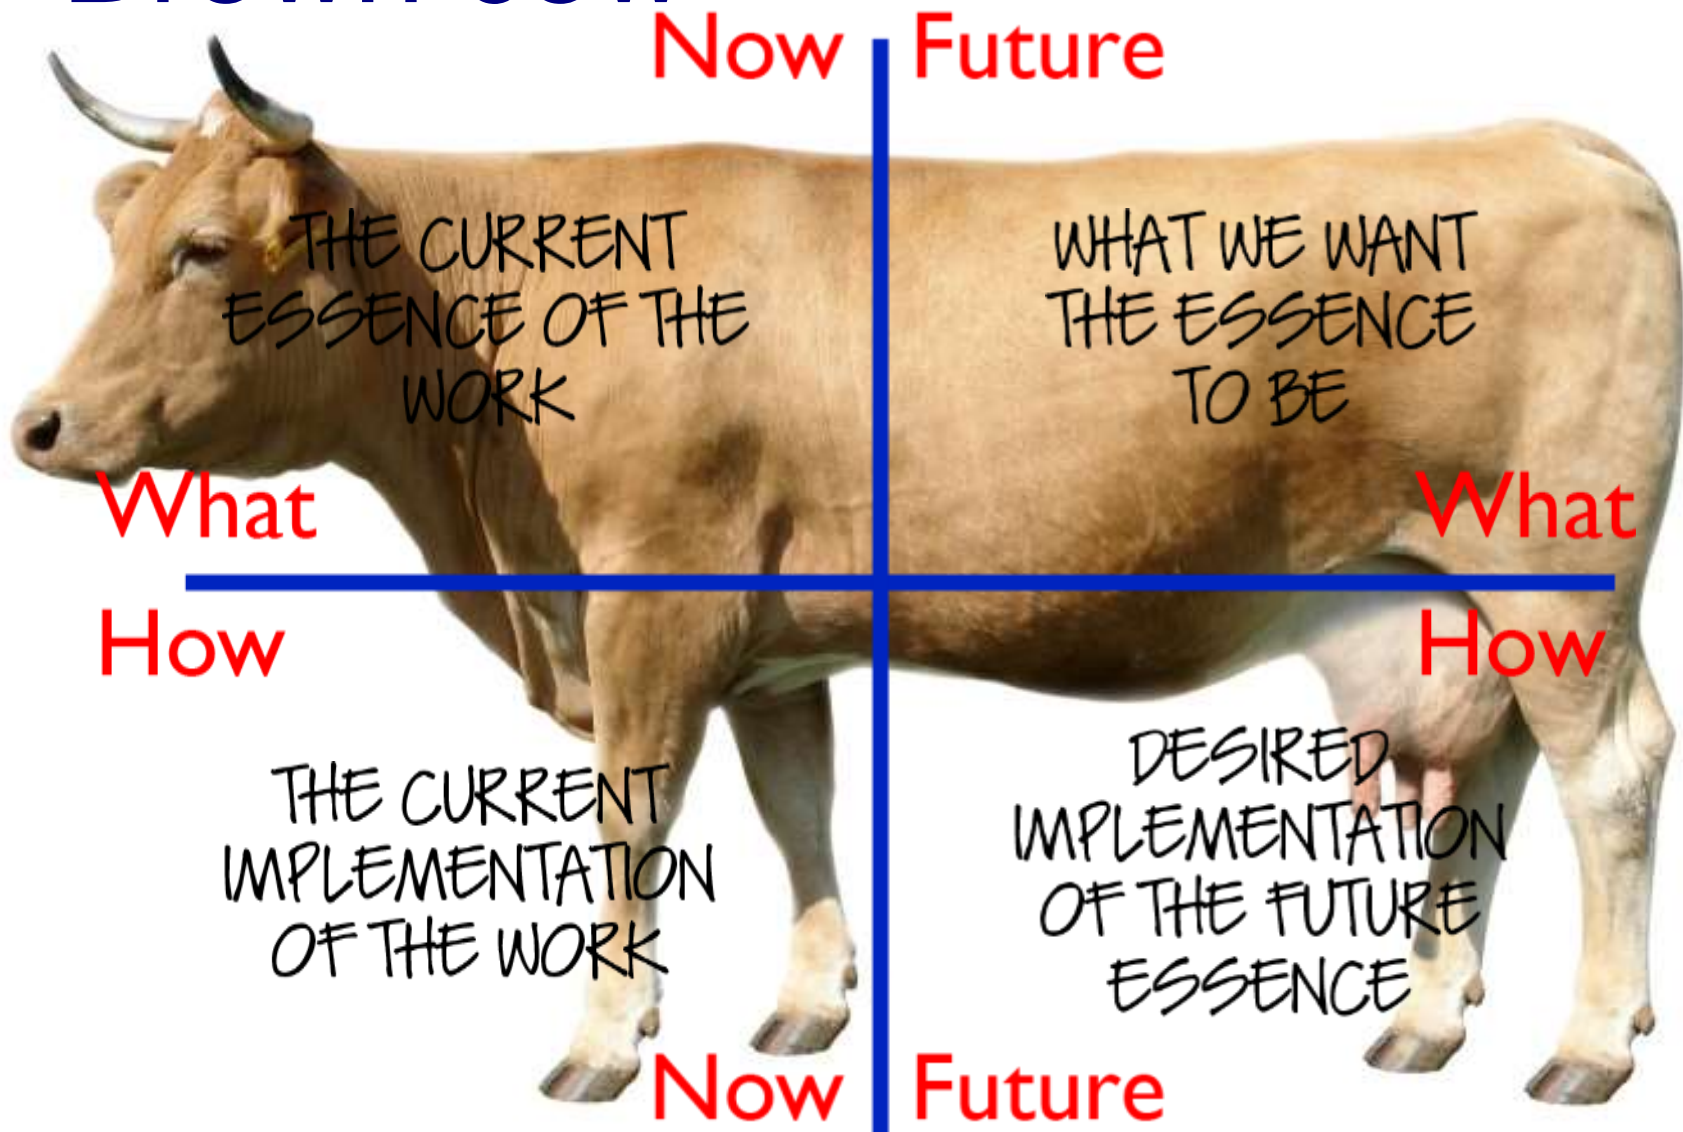 Now Future
THE CURRENT
ESSENCE OF THE
WORK
WHAT WE WANT
THE ESSENCE
TO BE
What What
How How
THE CURRENT
IMPLEMENTATION
OF THE WORK
DESIRED
IMPLEMENTATION
OF THE FUTURE
ESSENCE
Now Future